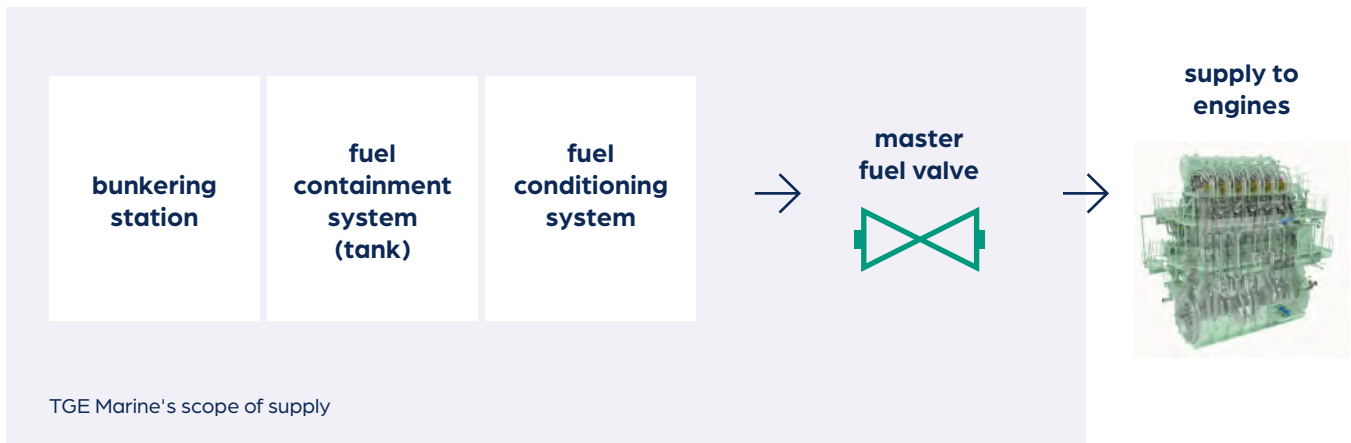 bunkering
station
fuel
containment
system
(tank)
fuel
conditioning
system
master
fuel valve
supply to
engines
TGE Marine's scope of supply